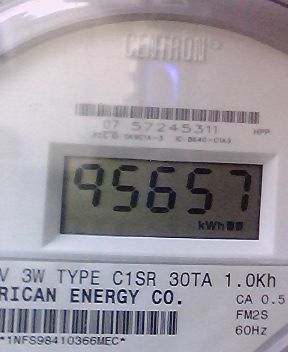 CENTRON®
07 57245311 HPP
95657
kWh
V 3W TYPE C1SR 30TA 1.0Kh
RICAN ENERGY CO. CA 0.5
FM2S
60Hz
*1NFS98410366MEC*